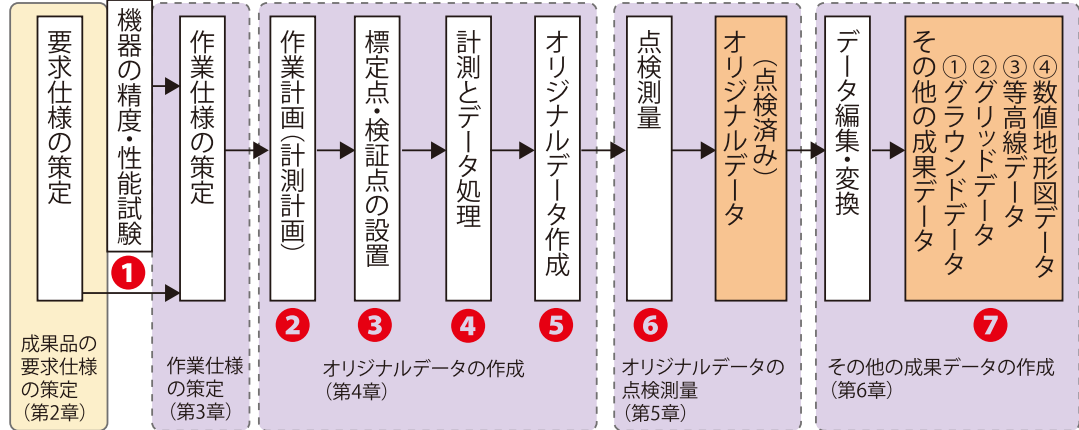 要求仕様の策定
機器の精度・性能試験
❶
作業仕様の策定
作業計画(計測計画)
❷
標定点・検証点の設置
❸
計測とデータ処理
❹
オリジナルデータ作成
❺
点検測量
❻
オリジナルデータ
(点検済み)
データ編集・変換
その他の成果データ
①グラウンドデータ
②グリッドデータ
③等高線データ
④数値地形図データ
❼
成果品の
要求仕様
の策定
(第2章)
作業仕様
の策定
(第3章)
オリジナルデータの作成
(第4章)
オリジナルデータの
点検測量
(第5章)
その他の成果データの作成
(第6章)